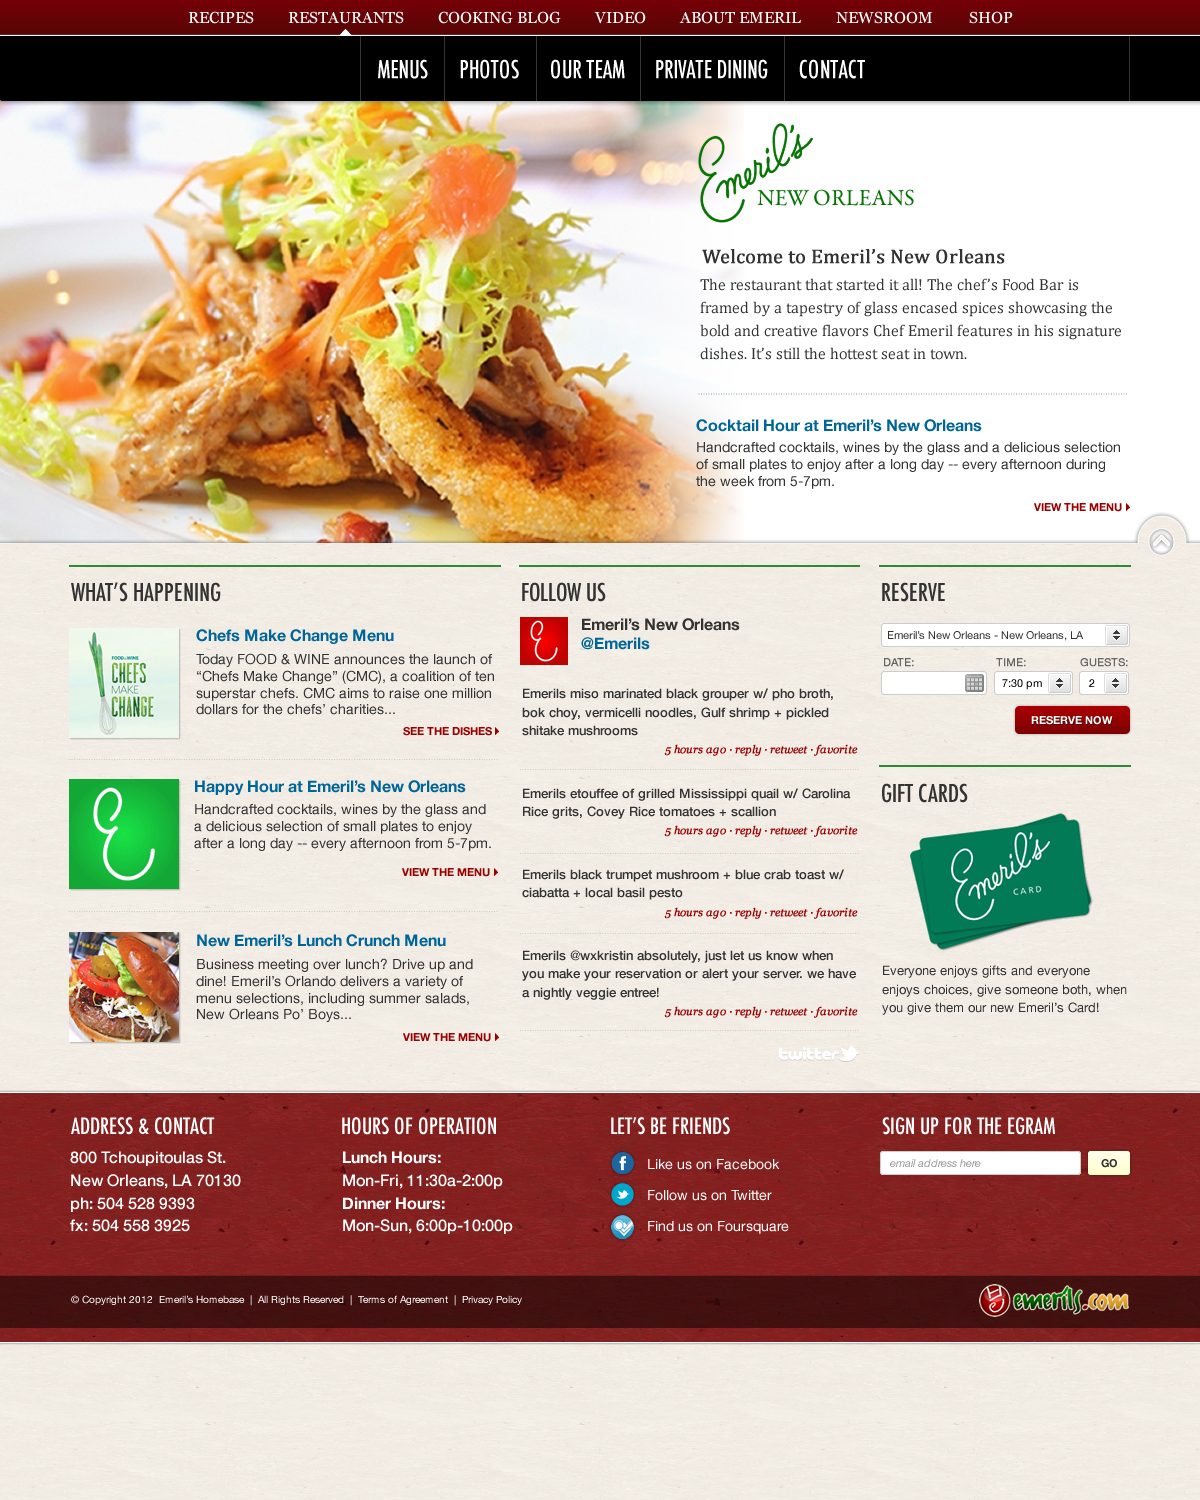 RECIPES RESTAURANTS COOKING BLOG VIDEO ABOUT EMERIL NEWSROOM SHOP
MENUS PHOTOS OUR TEAM PRIVATE DINING CONTACT
Emeril's
NEW ORLEANS
Welcome to Emeril's New Orleans
The restaurant that started it all! The chef's Food Bar is
framed by a tapestry of glass encased spices showcasing the
bold and creative flavors Chef Emeril features in his signature
dishes. It's still the hottest seat in town.
Cocktail Hour at Emeril's New Orleans
Handcrafted cocktails, wines by the glass and a delicious selection
of small plates to enjoy after a long day -- every afternoon during
the week from 5-7pm.
VIEW THE MENU
WHAT'S HAPPENING
FOOD & WINE
CHEFS
MAKE
CHANGE
Chefs Make Change Menu
Today FOOD & WINE announces the launch of
“Chefs Make Change” (CMC), a coalition of ten
superstar chefs. CMC aims to raise one million
dollars for the chefs' charities...
SEE THE DISHES
E
Happy Hour at Emeril's New Orleans
Handcrafted cocktails, wines by the glass and
a delicious selection of small plates to enjoy
after a long day -- every afternoon from 5-7pm.
VIEW THE MENU
New Emeril's Lunch Crunch Menu
Business meeting over lunch? Drive up and
dine! Emeril's Orlando delivers a variety of
menu selections, including summer salads,
New Orleans Po' Boys...
VIEW THE MENU
FOLLOW US
E
Emeril's New Orleans
@Emerils
Emerils miso marinated black grouper w/ pho broth,
bok choy, vermicelli noodles, Gulf shrimp + pickled
shitake mushrooms
5 hours ago · reply · retweet · favorite
Emerils etouffee of grilled Mississippi quail w/ Carolina
Rice grits, Covey Rice tomatoes + scallion
5 hours ago · reply · retweet · favorite
Emerils black trumpet mushroom + blue crab toast w/
ciabatta + local basil pesto
5 hours ago · reply · retweet · favorite
Emerils @wxkristin absolutely, just let us know when
you make your reservation or alert your server. we have
a nightly veggie entree!
5 hours ago · reply · retweet · favorite
twitter
RESERVE
Emeril's New Orleans - New Orleans, LA
DATE: TIME: GUESTS:
7:30 pm 2
RESERVE NOW
GIFT CARDS
Emeril's
CARD
Everyone enjoys gifts and everyone
enjoys choices, give someone both, when
you give them our new Emeril's Card!
ADDRESS & CONTACT
800 Tchoupitoulas St.
New Orleans, LA 70130
ph: 504 528 9393
fx: 504 558 3925
HOURS OF OPERATION
Lunch Hours:
Mon-Fri, 11:30a-2:00p
Dinner Hours:
Mon-Sun, 6:00p-10:00p
LET'S BE FRIENDS
Like us on Facebook
Follow us on Twitter
Find us on Foursquare
SIGN UP FOR THE EGRAM
email address here GO
© Copyright 2012 Emeril's Homebase | All Rights Reserved | Terms of Agreement | Privacy Policy
emerils.com